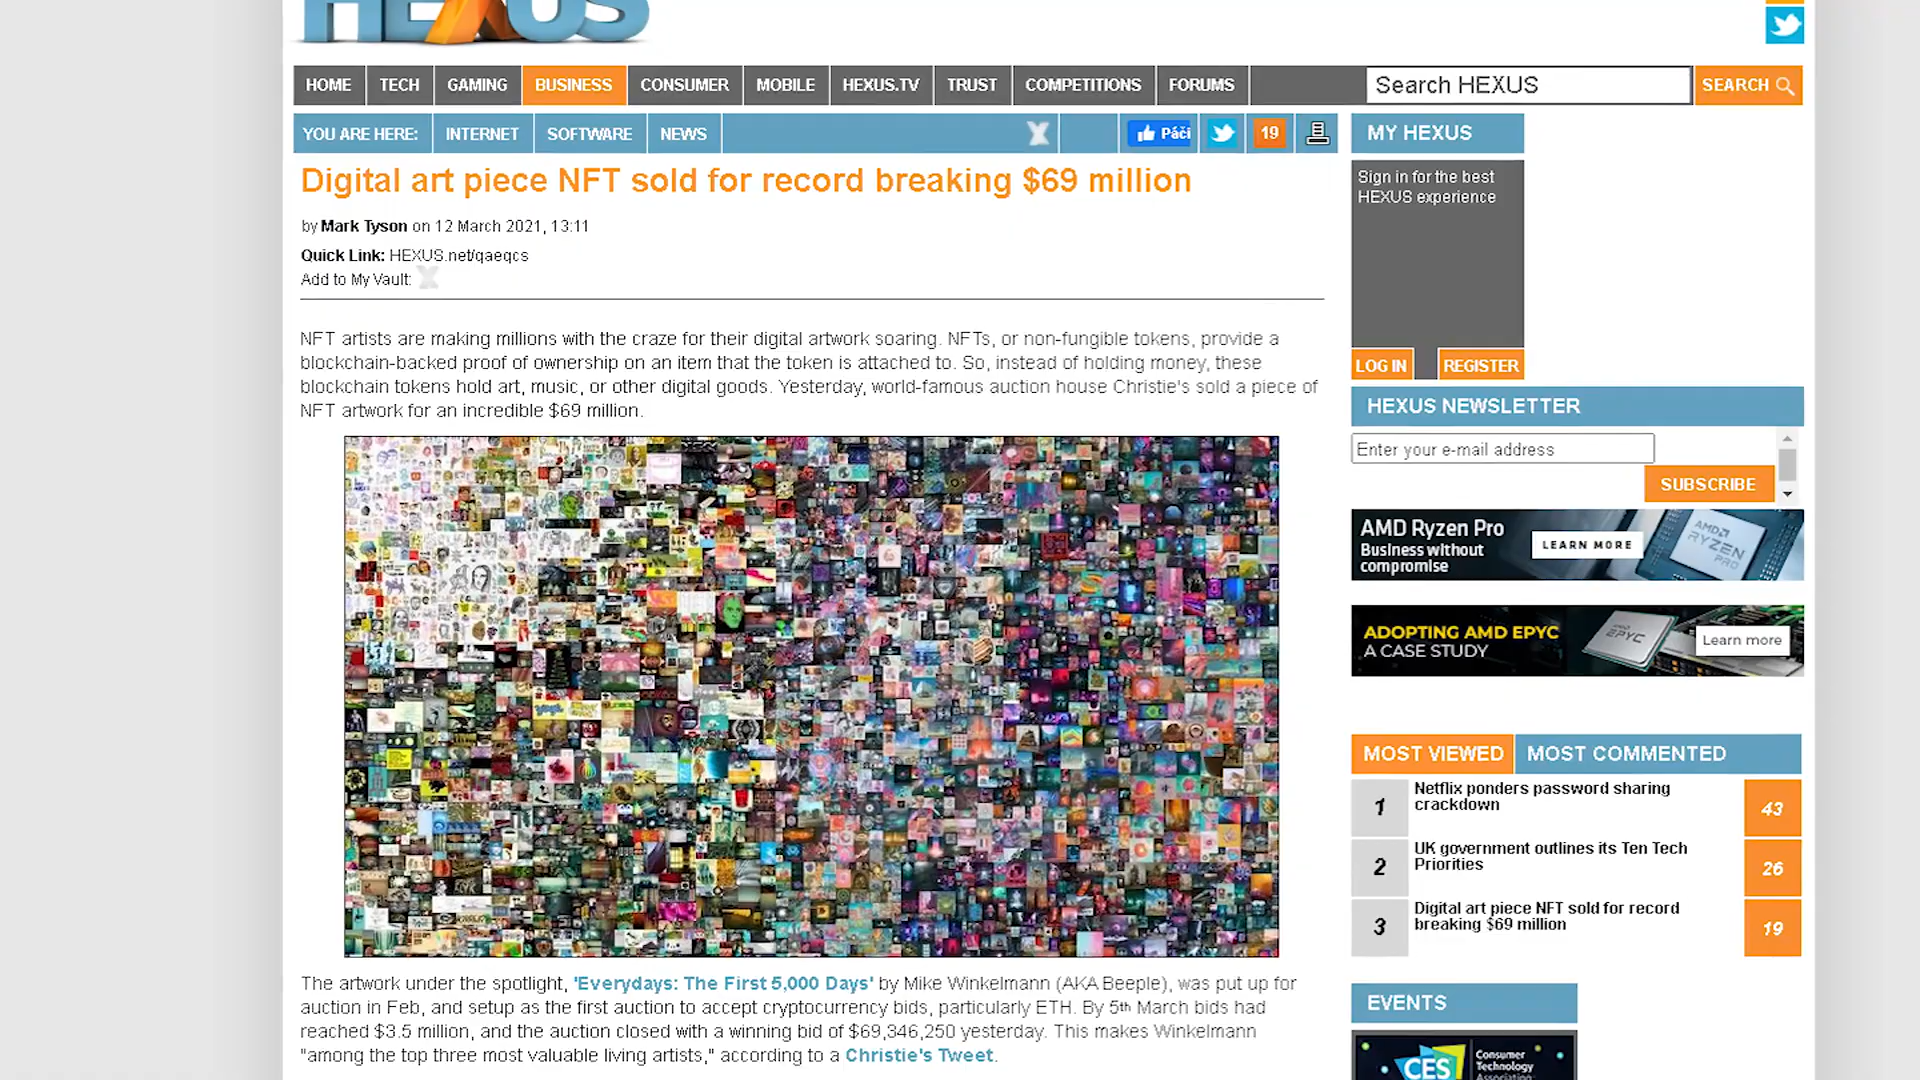 HEXUS
HOME TECH GAMING BUSINESS CONSUMER MOBILE HEXUS.TV TRUST COMPETITIONS FORUMS Search HEXUS SEARCH
YOU ARE HERE: INTERNET SOFTWARE NEWS Páči 19
MY HEXUS
Digital art piece NFT sold for record breaking $69 million
Sign in for the best
HEXUS experience
by Mark Tyson on 12 March 2021, 13:11
Quick Link: HEXUS.net/qaeqcs
Add to My Vault:
NFT artists are making millions with the craze for their digital artwork soaring. NFTs, or non-fungible tokens, provide a
blockchain-backed proof of ownership on an item that the token is attached to. So, instead of holding money, these
blockchain tokens hold art, music, or other digital goods. Yesterday, world-famous auction house Christie's sold a piece of
NFT artwork for an incredible $69 million.
LOG IN REGISTER
HEXUS NEWSLETTER
Enter your e-mail address
SUBSCRIBE
AMD Ryzen Pro
Business without
compromise
LEARN MORE
AMD
RYZEN
PRO
ADOPTING AMD EPYC
A CASE STUDY
EPYC
Learn more
MOST VIEWED MOST COMMENTED
1 Netflix ponders password sharing
crackdown
43
2 UK government outlines its Ten Tech
Priorities
26
3 Digital art piece NFT sold for record
breaking $69 million
19
The artwork under the spotlight, 'Everydays: The First 5,000 Days' by Mike Winkelmann (AKA Beeple), was put up for
auction in Feb, and setup as the first auction to accept cryptocurrency bids, particularly ETH. By 5th March bids had
reached $3.5 million, and the auction closed with a winning bid of $69,346,250 yesterday. This makes Winkelmann
"among the top three most valuable living artists," according to a Christie's Tweet.
EVENTS
CES
Consumer
Technology